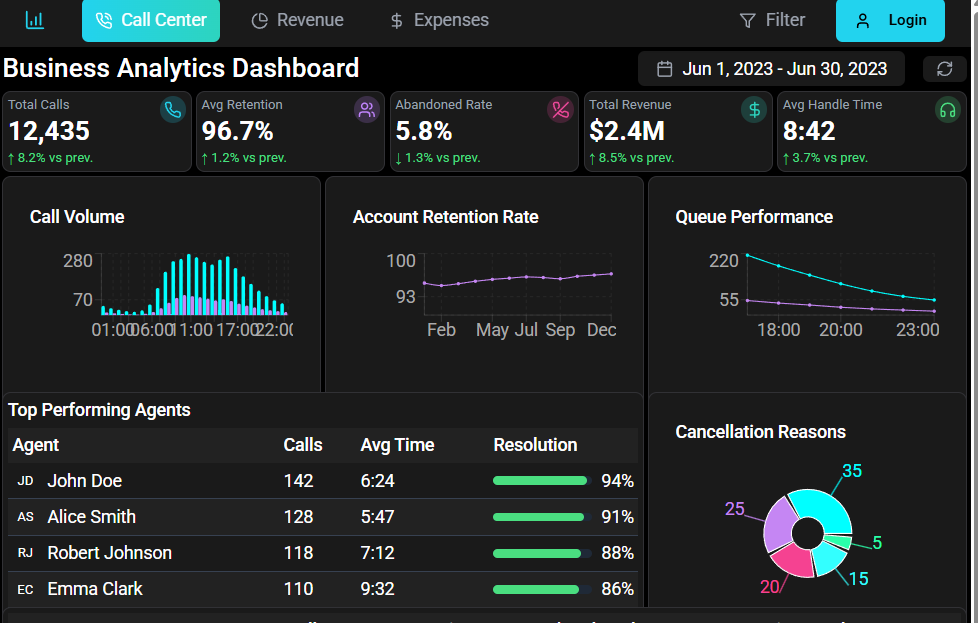 Call Center Revenue Expenses Filter Login
Business Analytics Dashboard Jun 1, 2023 - Jun 30, 2023
Total Calls Avg Retention Abandoned Rate Total Revenue Avg Handle Time
12,435 96.7% 5.8% $2.4M 8:42
↑ 8.2% vs prev. ↑ 1.2% vs prev. ↓ 1.3% vs prev. ↑ 8.5% vs prev. ↑ 3.7% vs prev.
Call Volume
280
70
01:00 06:00 11:00 17:00 22:00
Account Retention Rate
100
93
Feb May Jul Sep Dec
Queue Performance
220
55
18:00 20:00 23:00
Top Performing Agents
Agent Calls Avg Time Resolution
JD John Doe 142 6:24 94%
AS Alice Smith 128 5:47 91%
RJ Robert Johnson 118 7:12 88%
EC Emma Clark 110 9:32 86%
Cancellation Reasons
35
25
5
15
20